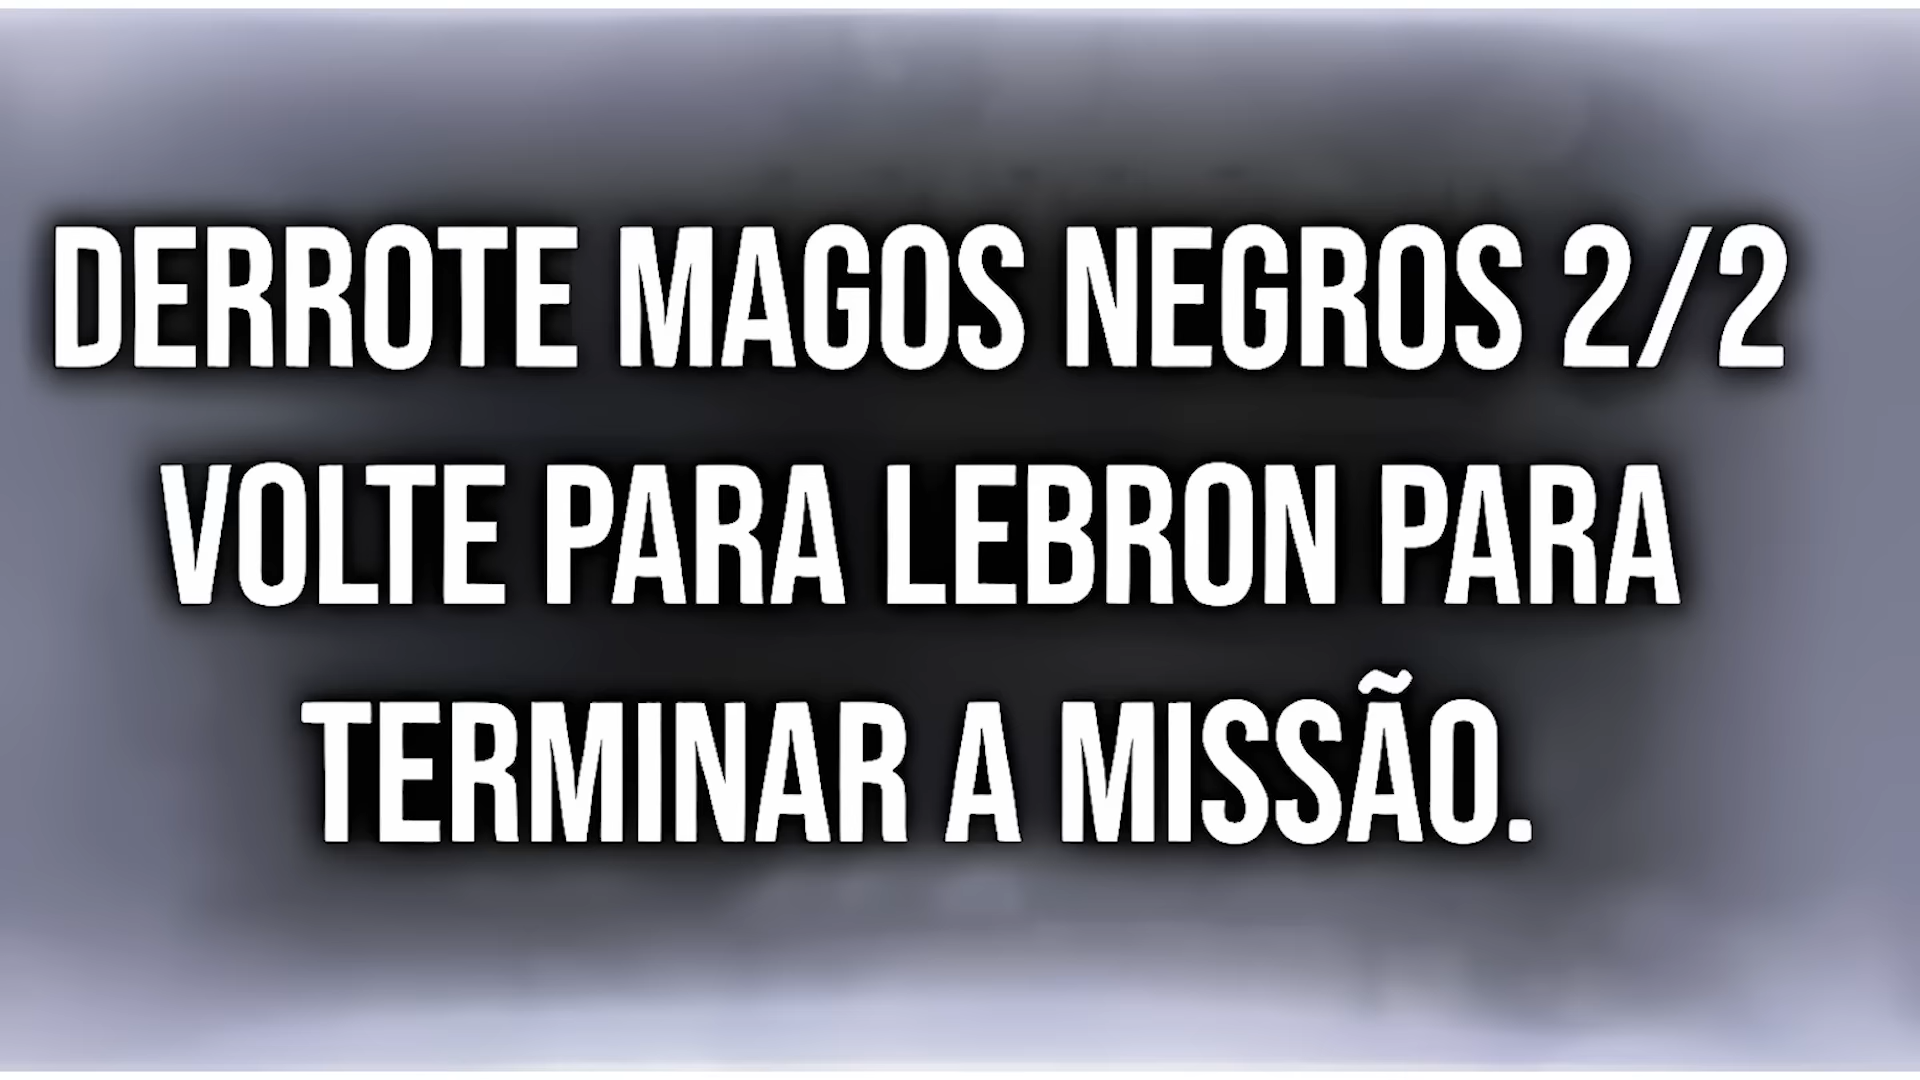 DERROTE MAGOS NEGROS 2/2
VOLTE PARA LEBRON PARA
TERMINAR A MISSÃO.